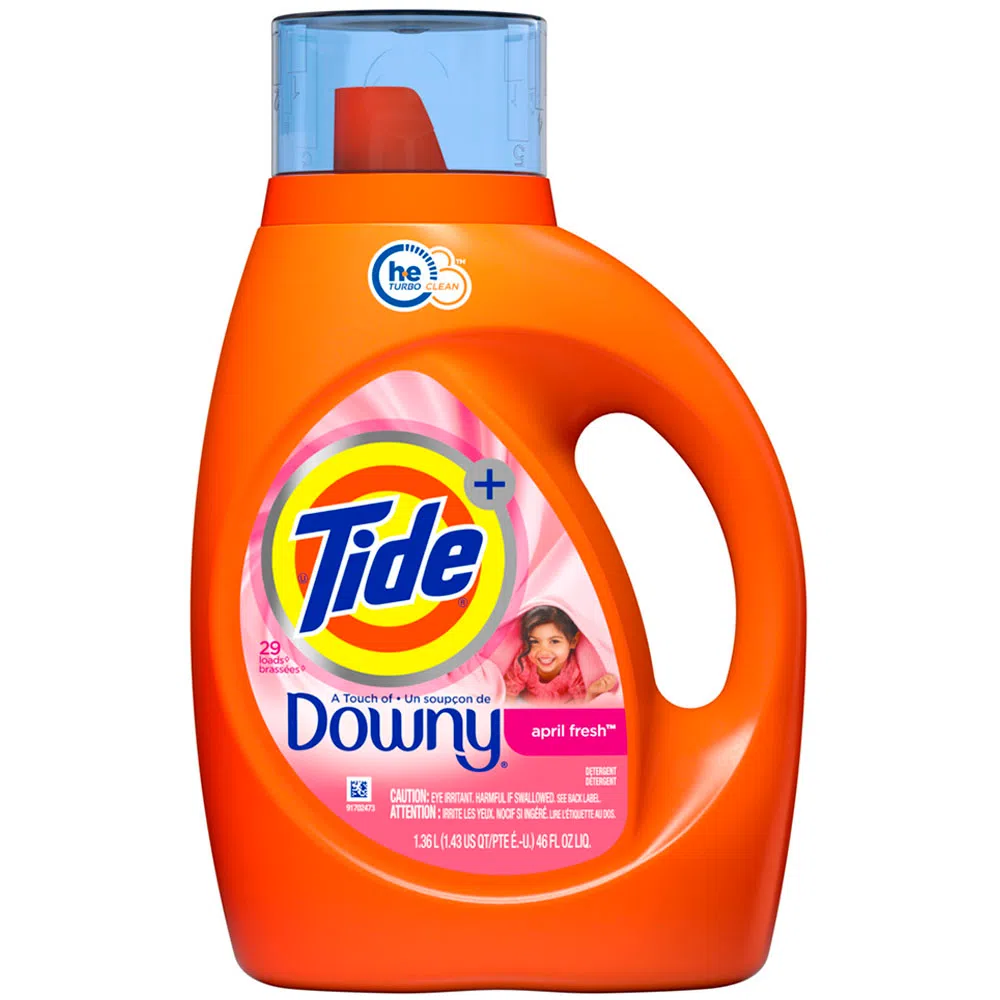 he
TURBO CLEAN™
+
Tide®
29
loads◊
brassées◊
A Touch of • Un soupçon de
Downy®
april fresh™
DETERGENT
DÉTERGENT
91702473
CAUTION: EYE IRRITANT. HARMFUL IF SWALLOWED. SEE BACK LABEL.
ATTENTION : IRRITE LES YEUX. NOCIF SI INGÉRÉ. LIRE L'ÉTIQUETTE AU DOS.
1.36 L (1.43 US QT/PTE É.-U.) 46 FL OZ LIQ.